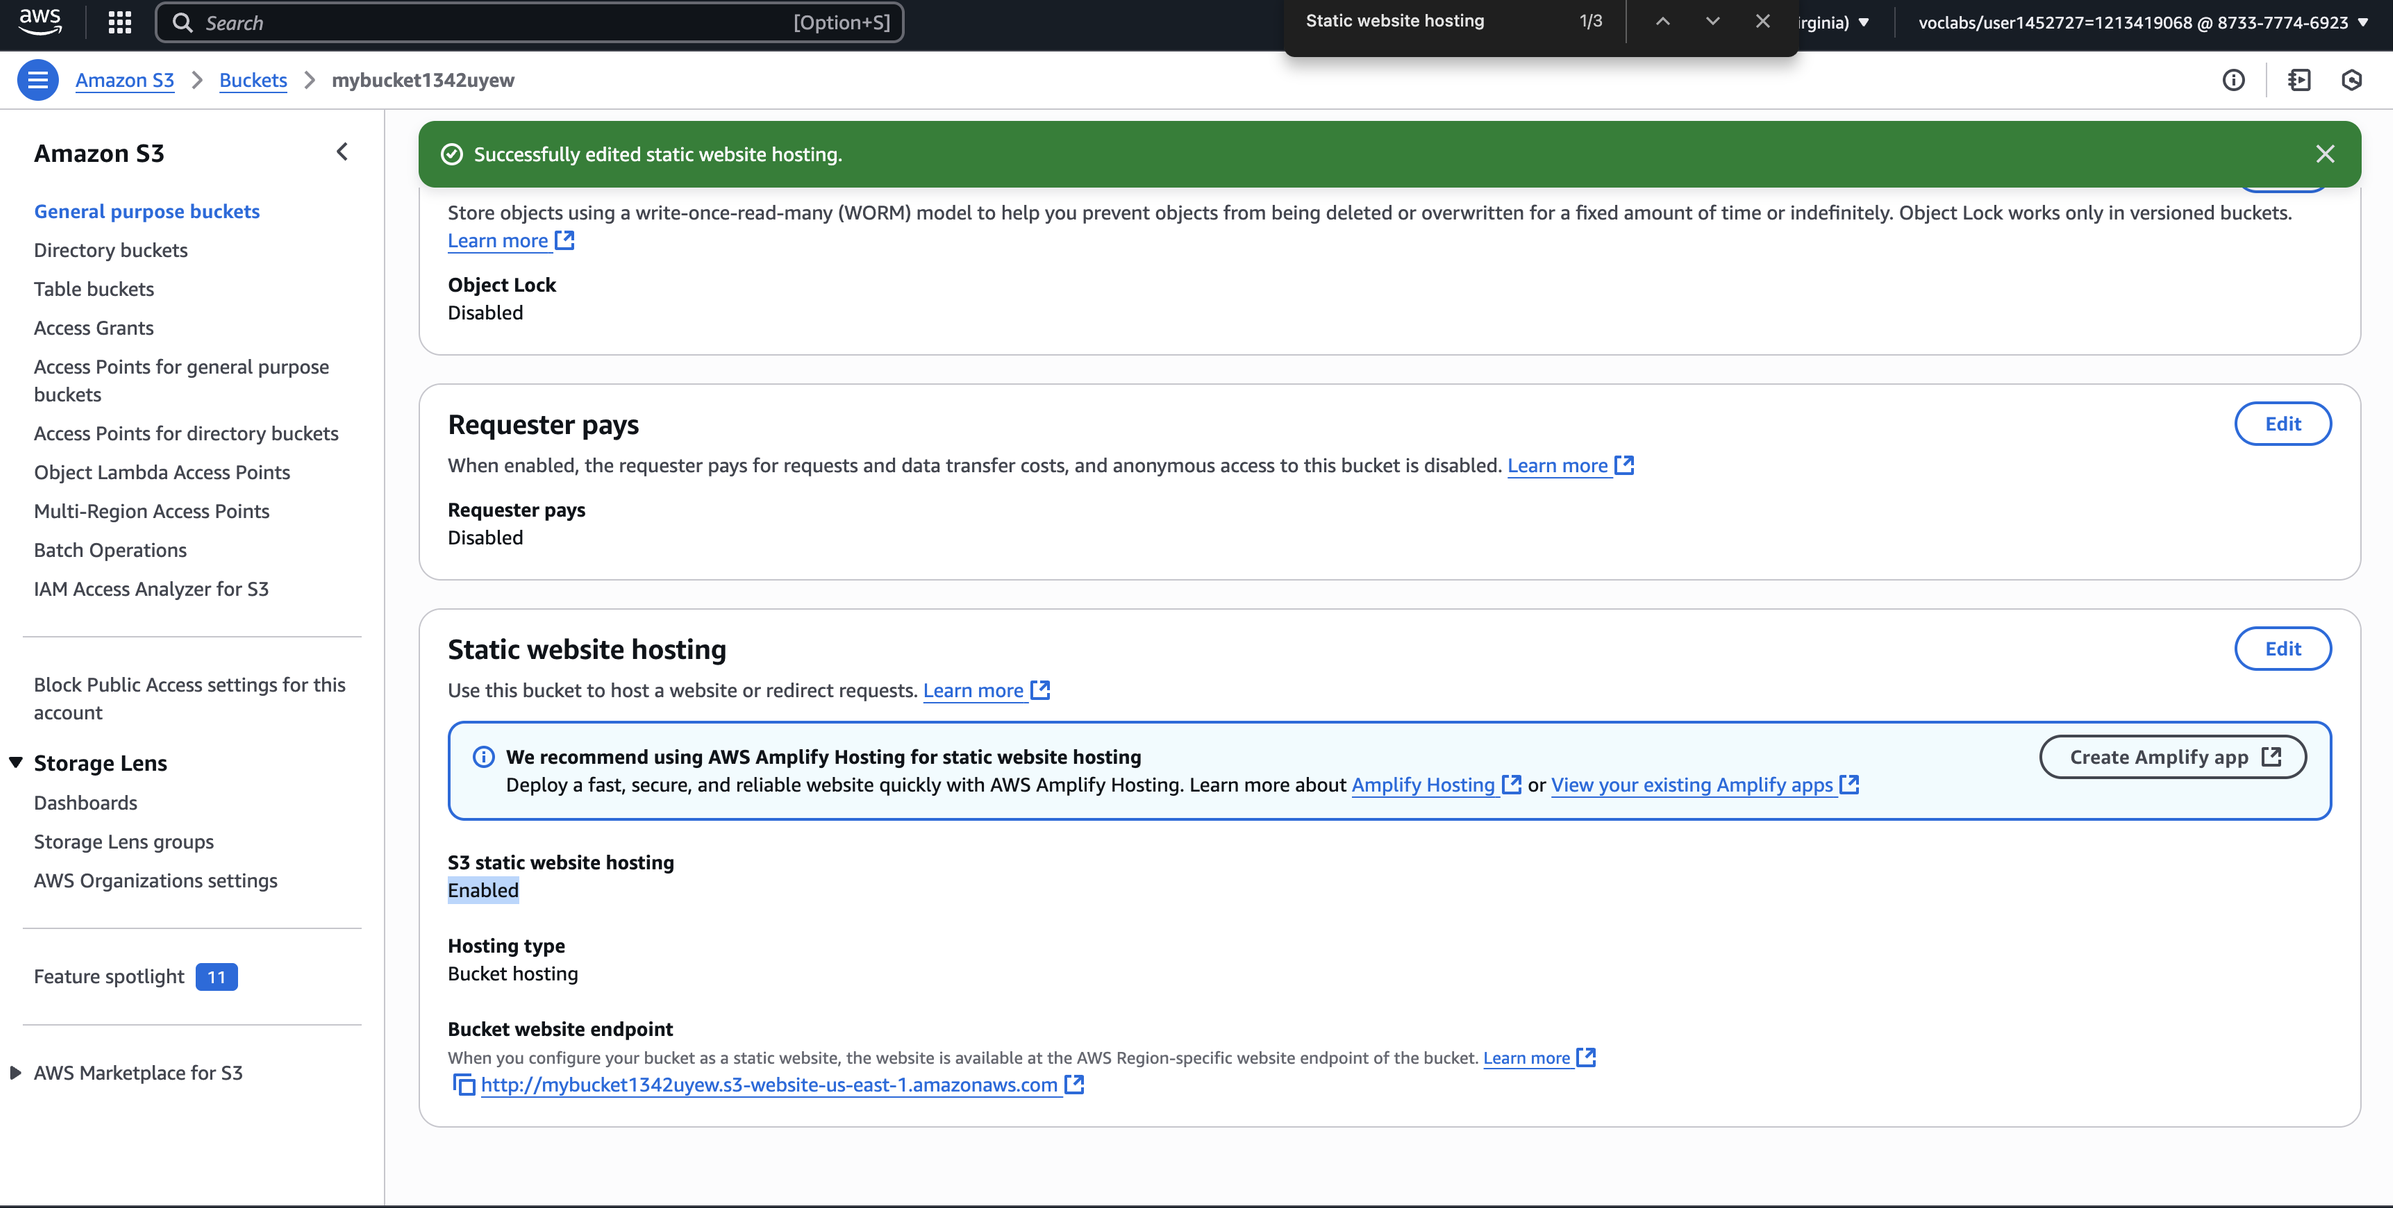 aws
Search
[Option+S]
Static website hosting
1/3
irginia)
voclabs/user1452727=1213419068 @ 8733-7774-6923
Amazon S3
Buckets
mybucket1342uyew
Amazon S3
General purpose buckets
Directory buckets
Table buckets
Access Grants
Access Points for general purpose
buckets
Access Points for directory buckets
Object Lambda Access Points
Multi-Region Access Points
Batch Operations
IAM Access Analyzer for S3
Block Public Access settings for this
account
Storage Lens
Dashboards
Storage Lens groups
AWS Organizations settings
Feature spotlight 11
AWS Marketplace for S3
Successfully edited static website hosting.
Store objects using a write-once-read-many (WORM) model to help you prevent objects from being deleted or overwritten for a fixed amount of time or indefinitely. Object Lock works only in versioned buckets.
Learn more
Object Lock
Disabled
Requester pays
Edit
When enabled, the requester pays for requests and data transfer costs, and anonymous access to this bucket is disabled. Learn more
Requester pays
Disabled
Static website hosting
Edit
Use this bucket to host a website or redirect requests. Learn more
We recommend using AWS Amplify Hosting for static website hosting
Create Amplify app
Deploy a fast, secure, and reliable website quickly with AWS Amplify Hosting. Learn more about Amplify Hosting or View your existing Amplify apps
S3 static website hosting
Enabled
Hosting type
Bucket hosting
Bucket website endpoint
When you configure your bucket as a static website, the website is available at the AWS Region-specific website endpoint of the bucket. Learn more
http://mybucket1342uyew.s3-website-us-east-1.amazonaws.com